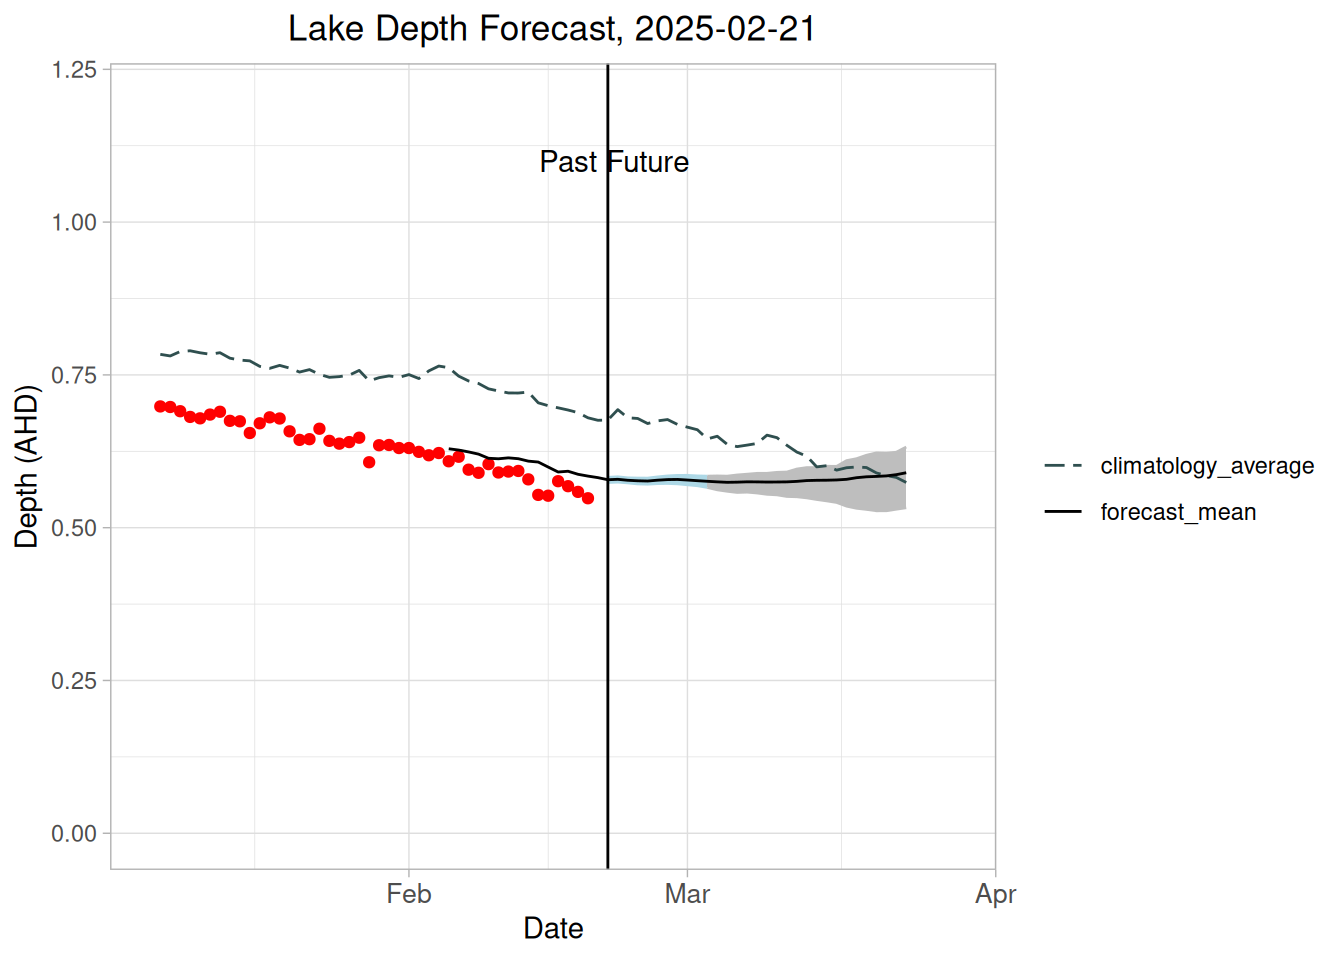 Lake Depth Forecast, 2025-02-21
1.25
Past Future
1.00
0.75
Depth (AHD)
climatology_average
forecast_mean
0.50
0.25
0.00
Feb Mar Apr
Date